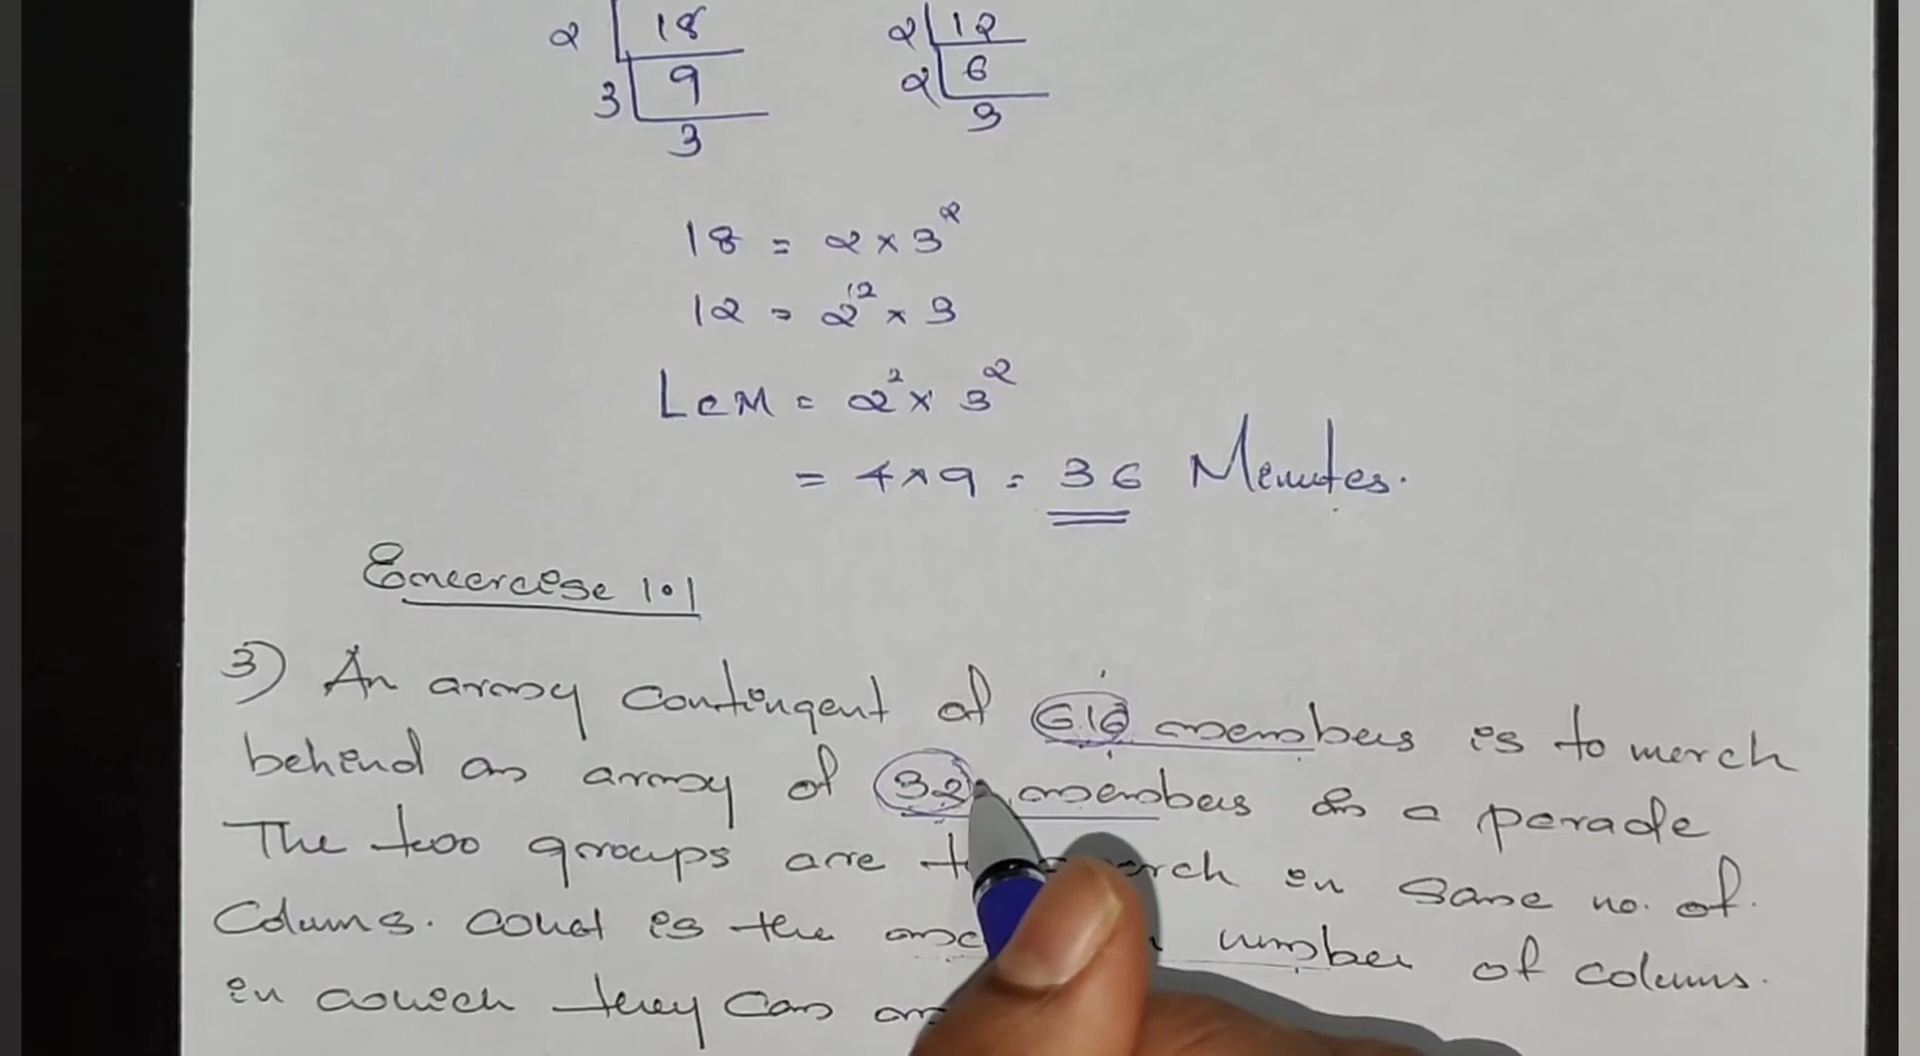 2 18 2 12
3 9 2 6
3 3
18 = 2 × 3²
12 = 2² × 3
LCM = 2² × 3²
= 4 × 9 = 36 Minutes.
Exercise 1.1
3) An army contingent of 616 members is to march
behind an army of 32 members in a parade
The two groups are to march in same no. of
Colums. what is the number of colums.
in which they can